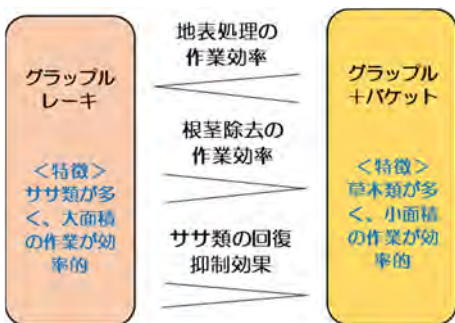 グラップル
レーキ
<特徴>
ササ類が多
く、大面積
の作業が効
率的
地表処理の
作業効率
根茎除去の
作業効率
ササ類の回復
抑制効果
グラップル
+バケット
<特徴>
草本類が多
く、小面積
の作業が効
率的